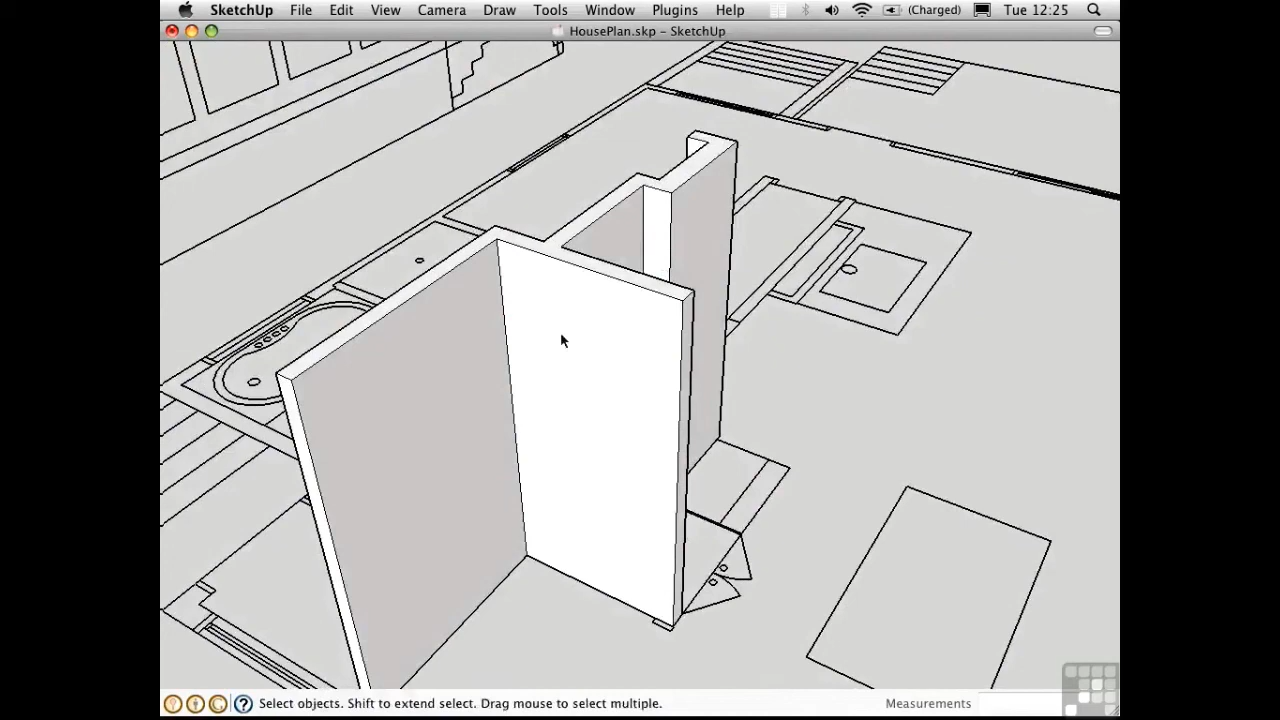 SketchUp File Edit View Camera Draw Tools Window Plugins Help (Charged) Tue 12:25
HousePlan.skp – SketchUp
Select objects. Shift to extend select. Drag mouse to select multiple. Measurements